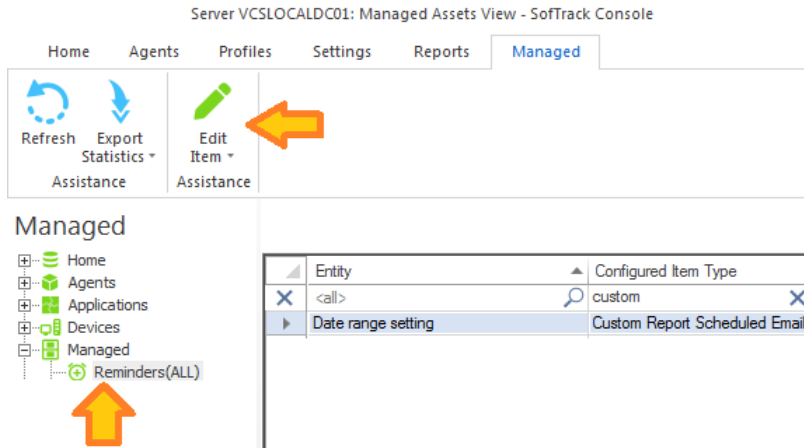 Server VCSLOCALDC01: Managed Assets View - SofTrack Console
Home Agents Profiles Settings Reports Managed
Refresh Export Statistics Edit Item
Assistance Assistance
Managed
Home
Agents
Applications
Devices
Managed
Reminders(ALL)
Entity Configured Item Type
<all> custom
Date range setting Custom Report Scheduled Email